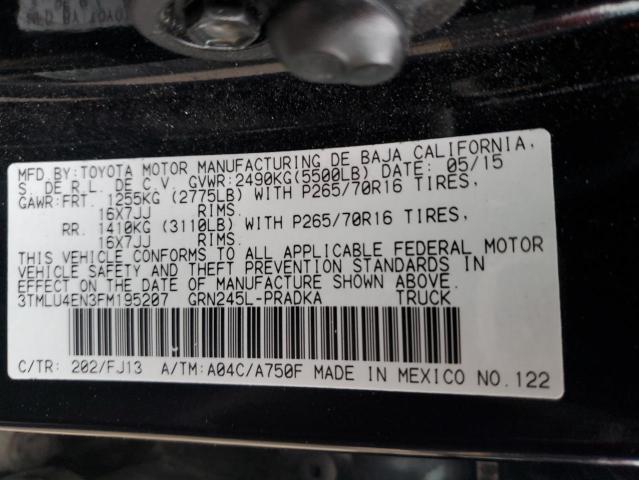 MFD.BY:TOYOTA MOTOR MANUFACTURING DE BAJA CALIFORNIA,
S. DE R.L. DE C.V. GVWR:2490KG(5500LB) DATE: 05/15
GAWR:FRT. 1255KG (2775LB) WITH P265/70R16 TIRES,
16X7JJ RIMS.
RR. 1410KG (3110LB) WITH P265/70R16 TIRES,
16X7JJ RIMS.
THIS VEHICLE CONFORMS TO ALL APPLICABLE FEDERAL MOTOR
VEHICLE SAFETY AND THEFT PREVENTION STANDARDS IN
EFFECT ON THE DATE OF MANUFACTURE SHOWN ABOVE.
3TMLU4EN3FM195207 GRN245L-PRADKA TRUCK
C/TR: 202/FJ13 A/TM:A04C/A750F MADE IN MEXICO NO.122